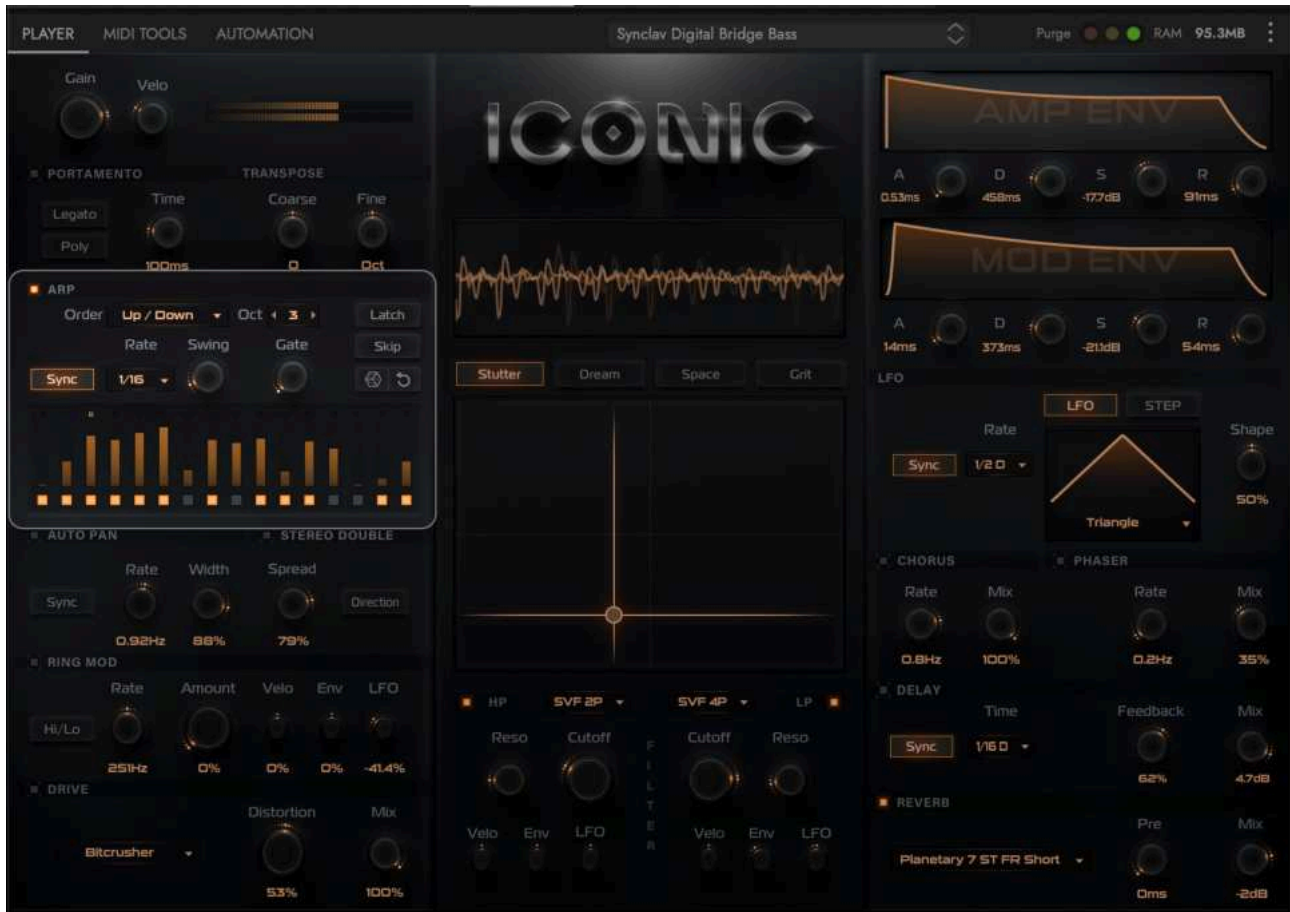 PLAYER MIDI TOOLS AUTOMATION Synclav Digital Bridge Bass Purge RAM 95.3MB
Gain Velo
ICONIC
PORTAMENTO TRANSPOSE
Legato Time Coarse Fine
Poly
100ms 0 Oct
ARP
Order Up / Down Oct 3 Latch
Rate Swing Gate Skip
Sync 1/16
AUTO PAN STEREO DOUBLE
Rate Width Spread
Sync Direction
0.92Hz 88% 79%
RING MOD
Rate Amount Velo Env LFO
Hi/Lo
251Hz 0% 0% 0% -41.4%
DRIVE
Distortion Mix
Bitcrusher
53% 100%
Stutter Dream Space Grit
HP SVF 2P SVF 4P LP
Reso Cutoff Cutoff Reso
FILTER
Velo Env LFO Velo Env LFO
AMP ENV
A D S R
0.53ms 458ms -17.7dB 91ms
MOD ENV
A D S R
14ms 373ms -21.1dB 54ms
LFO
LFO STEP
Rate Shape
Sync 1/2 D
50%
Triangle
CHORUS PHASER
Rate Mix Rate Mix
0.8Hz 100% 0.2Hz 35%
DELAY
Time Feedback Mix
Sync 1/16 D
62% 4.7dB
REVERB
Pre Mix
Planetary 7 ST FR Short
0ms -2dB